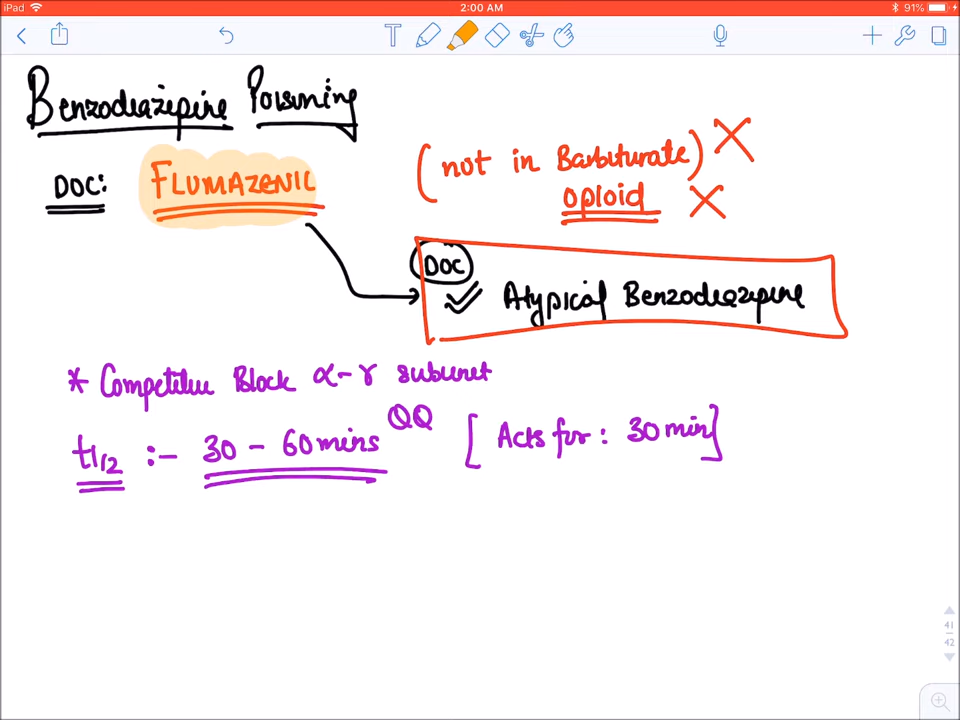 iPad 2:00 AM 91%
T
Benzodiazepine Poisoning
DOC: FLUMAZENIL (not in Barbiturate) X
opioid X
DOC
Atypical Benzodiazepine
* Competitive Block α-γ subunit
t1/2 :- 30 - 60 mins QQ [Acts for : 30 min]
41
42